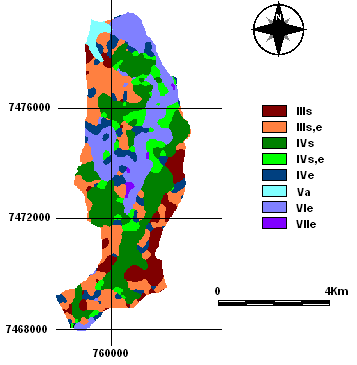 N
7476000
IIIs
IIIs,e
IVs
IVs,e
IVe
Va
VIe
VIIe
7472000
0 4Km
7468000
760000